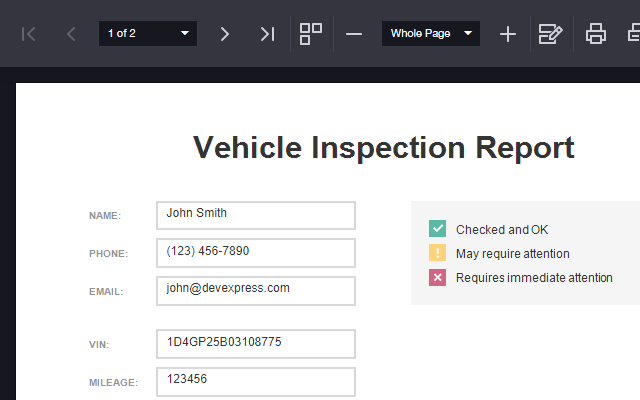 1 of 2
Whole Page
Vehicle Inspection Report
NAME: John Smith
PHONE: (123) 456-7890
EMAIL: john@devexpress.com
VIN: 1D4GP25B03108775
MILEAGE: 123456
Checked and OK
May require attention
Requires immediate attention